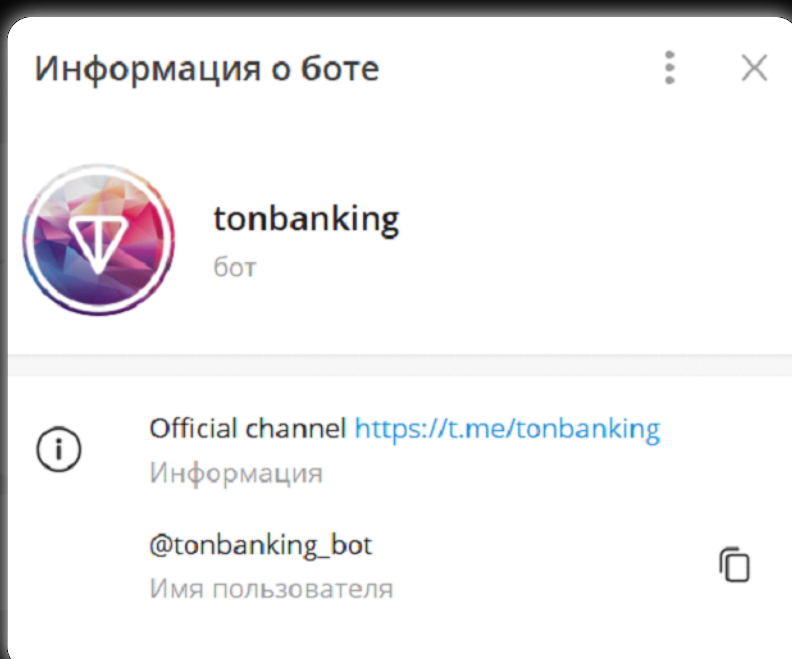 Информация о боте
tonbanking
бот
Official channel https://t.me/tonbanking
Информация
@tonbanking_bot
Имя пользователя